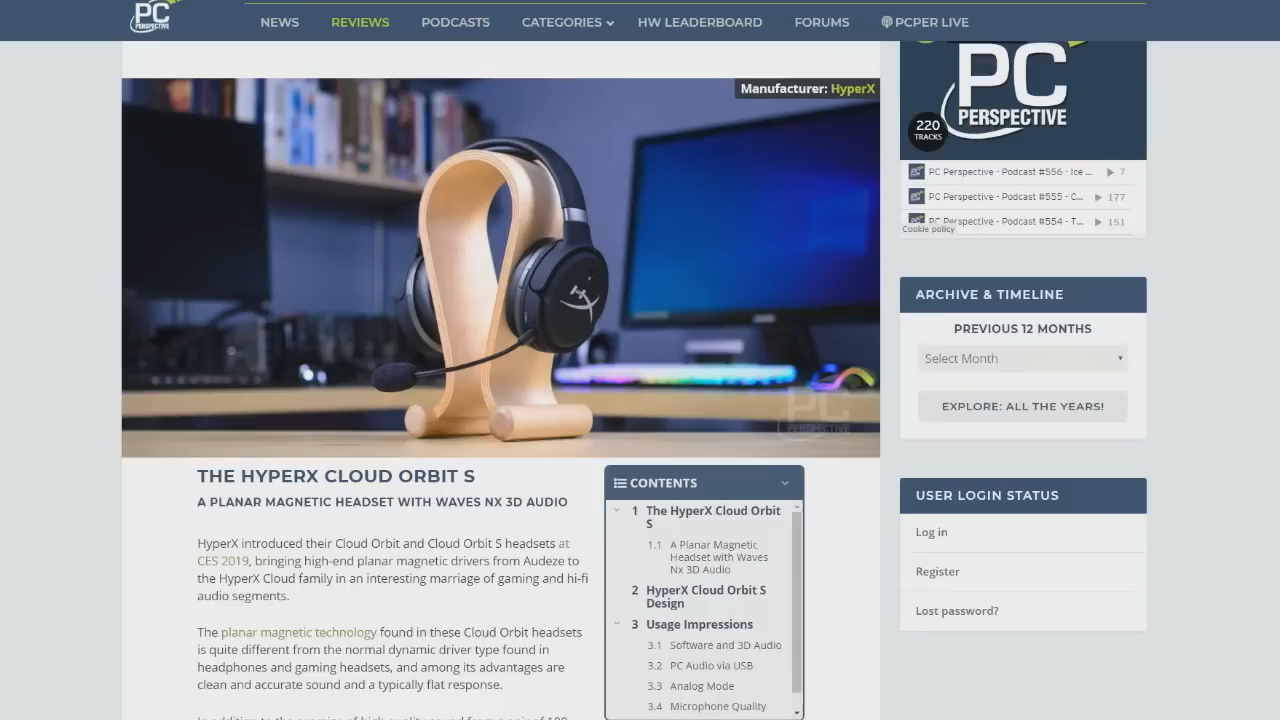 PC
PERSPECTIVE
NEWS
REVIEWS
PODCASTS
CATEGORIES
HW LEADERBOARD
FORUMS
PCPER LIVE
Manufacturer: HyperX
PC
PERSPECTIVE
THE HYPERX CLOUD ORBIT S
A PLANAR MAGNETIC HEADSET WITH WAVES NX 3D AUDIO
HyperX introduced their Cloud Orbit and Cloud Orbit S headsets at
CES 2019, bringing high-end planar magnetic drivers from Audeze to
the HyperX Cloud family in an interesting marriage of gaming and hi-fi
audio segments.
The planar magnetic technology found in these Cloud Orbit headsets
is quite different from the normal dynamic driver type found in
headphones and gaming headsets, and among its advantages are
clean and accurate sound and a typically flat response.
CONTENTS
1 The HyperX Cloud Orbit
S
1.1 A Planar Magnetic
Headset with Waves
Nx 3D Audio
2 HyperX Cloud Orbit S
Design
3 Usage Impressions
3.1 Software and 3D Audio
3.2 PC Audio via USB
3.3 Analog Mode
3.4 Microphone Quality
PC
PERSPECTIVE
220
TRACKS
PC Perspective - Podcast #556 - Ice ... 7
PC Perspective - Podcast #555 - C... 177
PC Perspective - Podcast #554 - T... 151
Cookie policy
ARCHIVE & TIMELINE
PREVIOUS 12 MONTHS
Select Month
EXPLORE: ALL THE YEARS!
USER LOGIN STATUS
Log in
Register
Lost password?